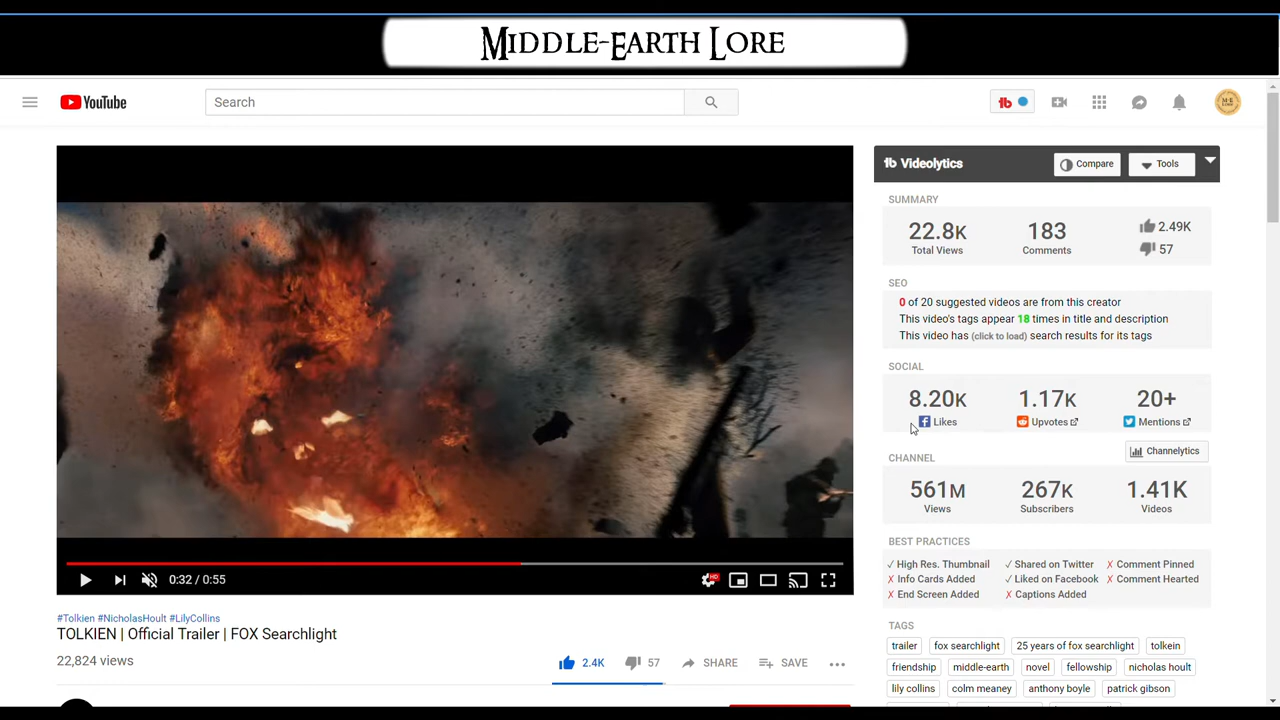 MIDDLE-EARTH LORE
YouTube
Search
tb
M-E
LORE
tb Videolytics
Compare
Tools
SUMMARY
22.8K
183
2.49K
Total Views
Comments
57
SEO
0 of 20 suggested videos are from this creator
This video's tags appear 18 times in title and description
This video has (click to load) search results for its tags
SOCIAL
8.20K
1.17K
20+
Likes
Upvotes
Mentions
CHANNEL
Channelytics
561M
267K
1.41K
Views
Subscribers
Videos
BEST PRACTICES
✓ High Res. Thumbnail
✓ Shared on Twitter
✗ Comment Pinned
✗ Info Cards Added
✓ Liked on Facebook
✗ Comment Hearted
✗ End Screen Added
✗ Captions Added
TAGS
trailer
fox searchlight
25 years of fox searchlight
tolkein
friendship
middle-earth
novel
fellowship
nicholas hoult
lily collins
colm meaney
anthony boyle
patrick gibson
0:32 / 0:55
HD
#Tolkien #NicholasHoult #LilyCollins
TOLKIEN | Official Trailer | FOX Searchlight
22,824 views
2.4K
57
SHARE
SAVE